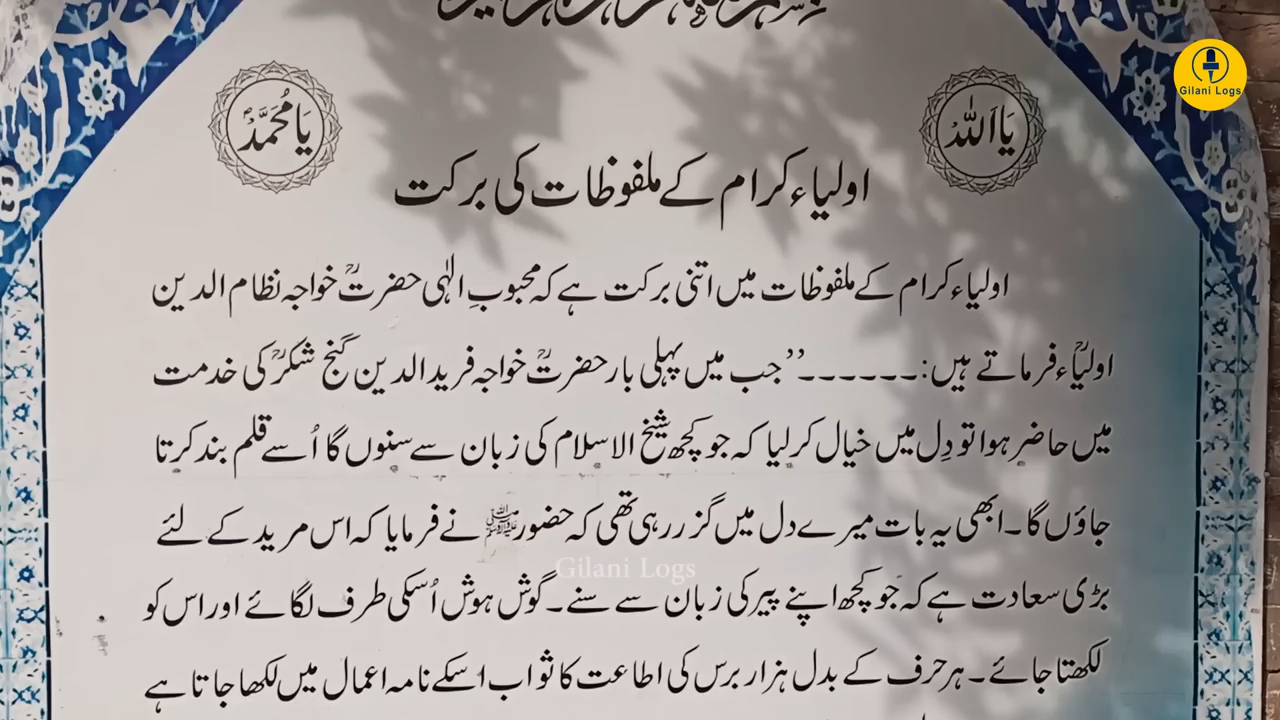 یا اللہ
یا محمد
Gilani Logs
اولیاء کرام کے ملفوظات کی برکت
اولیاء کرام کے ملفوظات میں اتنی برکت ہے کہ محبوبِ الٰہی حضرتؒ خواجہ نظام الدین
اولیاؒء فرماتے ہیں:۔۔۔۔۔۔’’جب میں پہلی بار حضرتؒ خواجہ فرید الدین گنج شکرؒ کی خدمت
میں حاضر ہوا تو دِل میں خیال کرلیا کہ جو کچھ شیخ الاسلام کی زبان سے سنوں گا اُسے قلم بند کرتا
جاؤں گا۔ ابھی یہ بات میرے دل میں گزر رہی تھی کہ حضورﷺ نے فرمایا کہ اس مرید کے لئے
Gilani Logs
بڑی سعادت ہے کہ جو کچھ اپنے پیر کی زبان سے سنے۔ گوش ہوش اُسکی طرف لگائے اور اس کو
لکھتا جائے۔ ہر حرف کے بدل ہزار برس کی اطاعت کا ثواب اسکے نامہ اعمال میں لکھا جاتا ہے